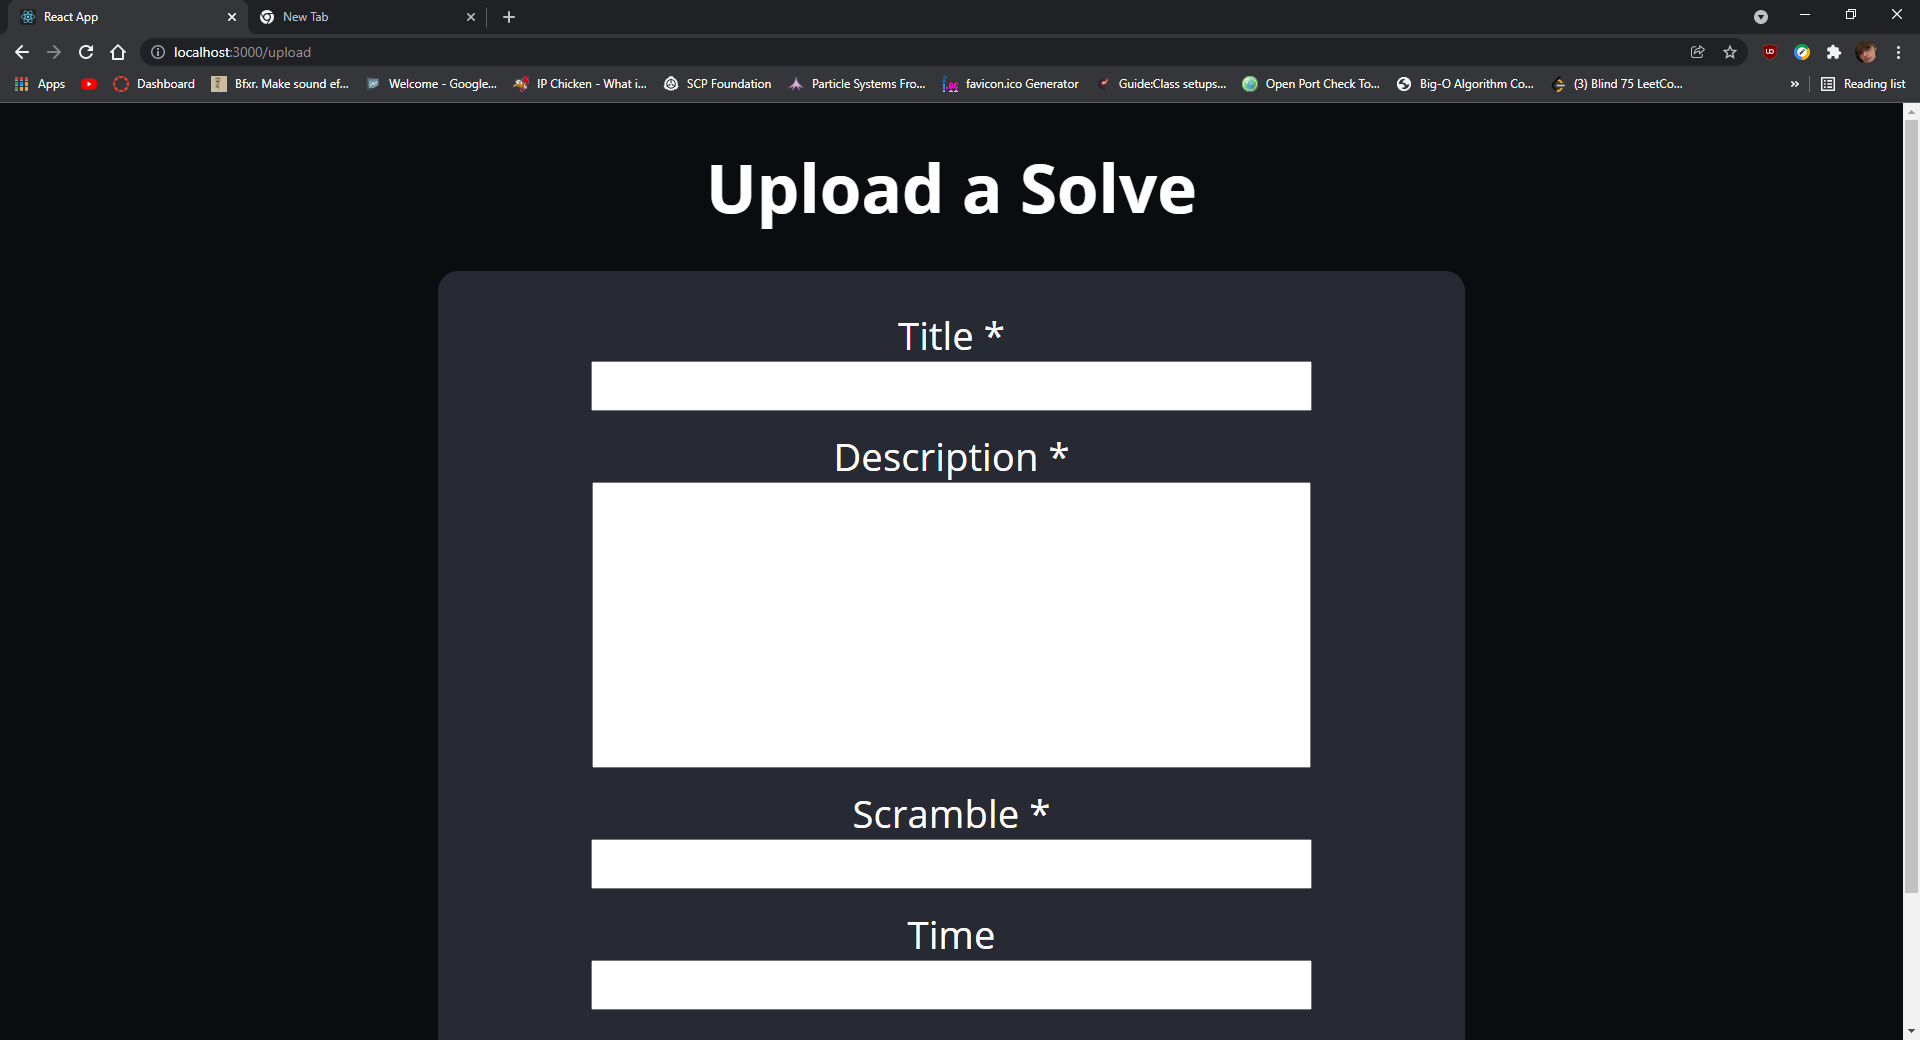 React App
New Tab
localhost:3000/upload
Apps
Dashboard
Bfxr. Make sound ef...
Welcome - Google...
IP Chicken - What i...
SCP Foundation
Particle Systems Fro...
favicon.ico Generator
Guide:Class setups...
Open Port Check To...
Big-O Algorithm Co...
(3) Blind 75 LeetCo...
»
Reading list
Upload a Solve
Title *
Description *
Scramble *
Time